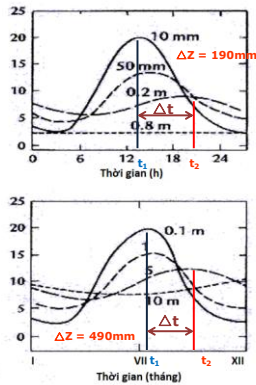 25
20
15
10
5
0
10 mm
50 mm
0.2 m
0.8 m
ΔZ = 190mm
Δt
0 6 12 18 24
t₁ t₂
Thời gian (h)
25
20
15
10
5
0
0.1 m
1
5
10 m
ΔZ = 490mm
Δt
I VII XII
t₁ t₂
Thời gian (tháng)